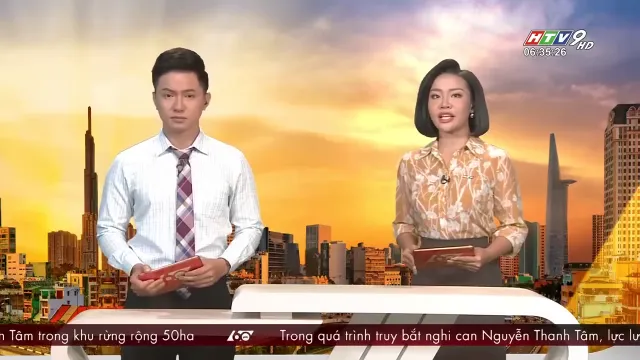 HTV9 HD
06:35:26
n Tâm trong khu rừng rộng 50ha 60 Trong quá trình truy bắt nghi can Nguyễn Thanh Tâm, lực lư